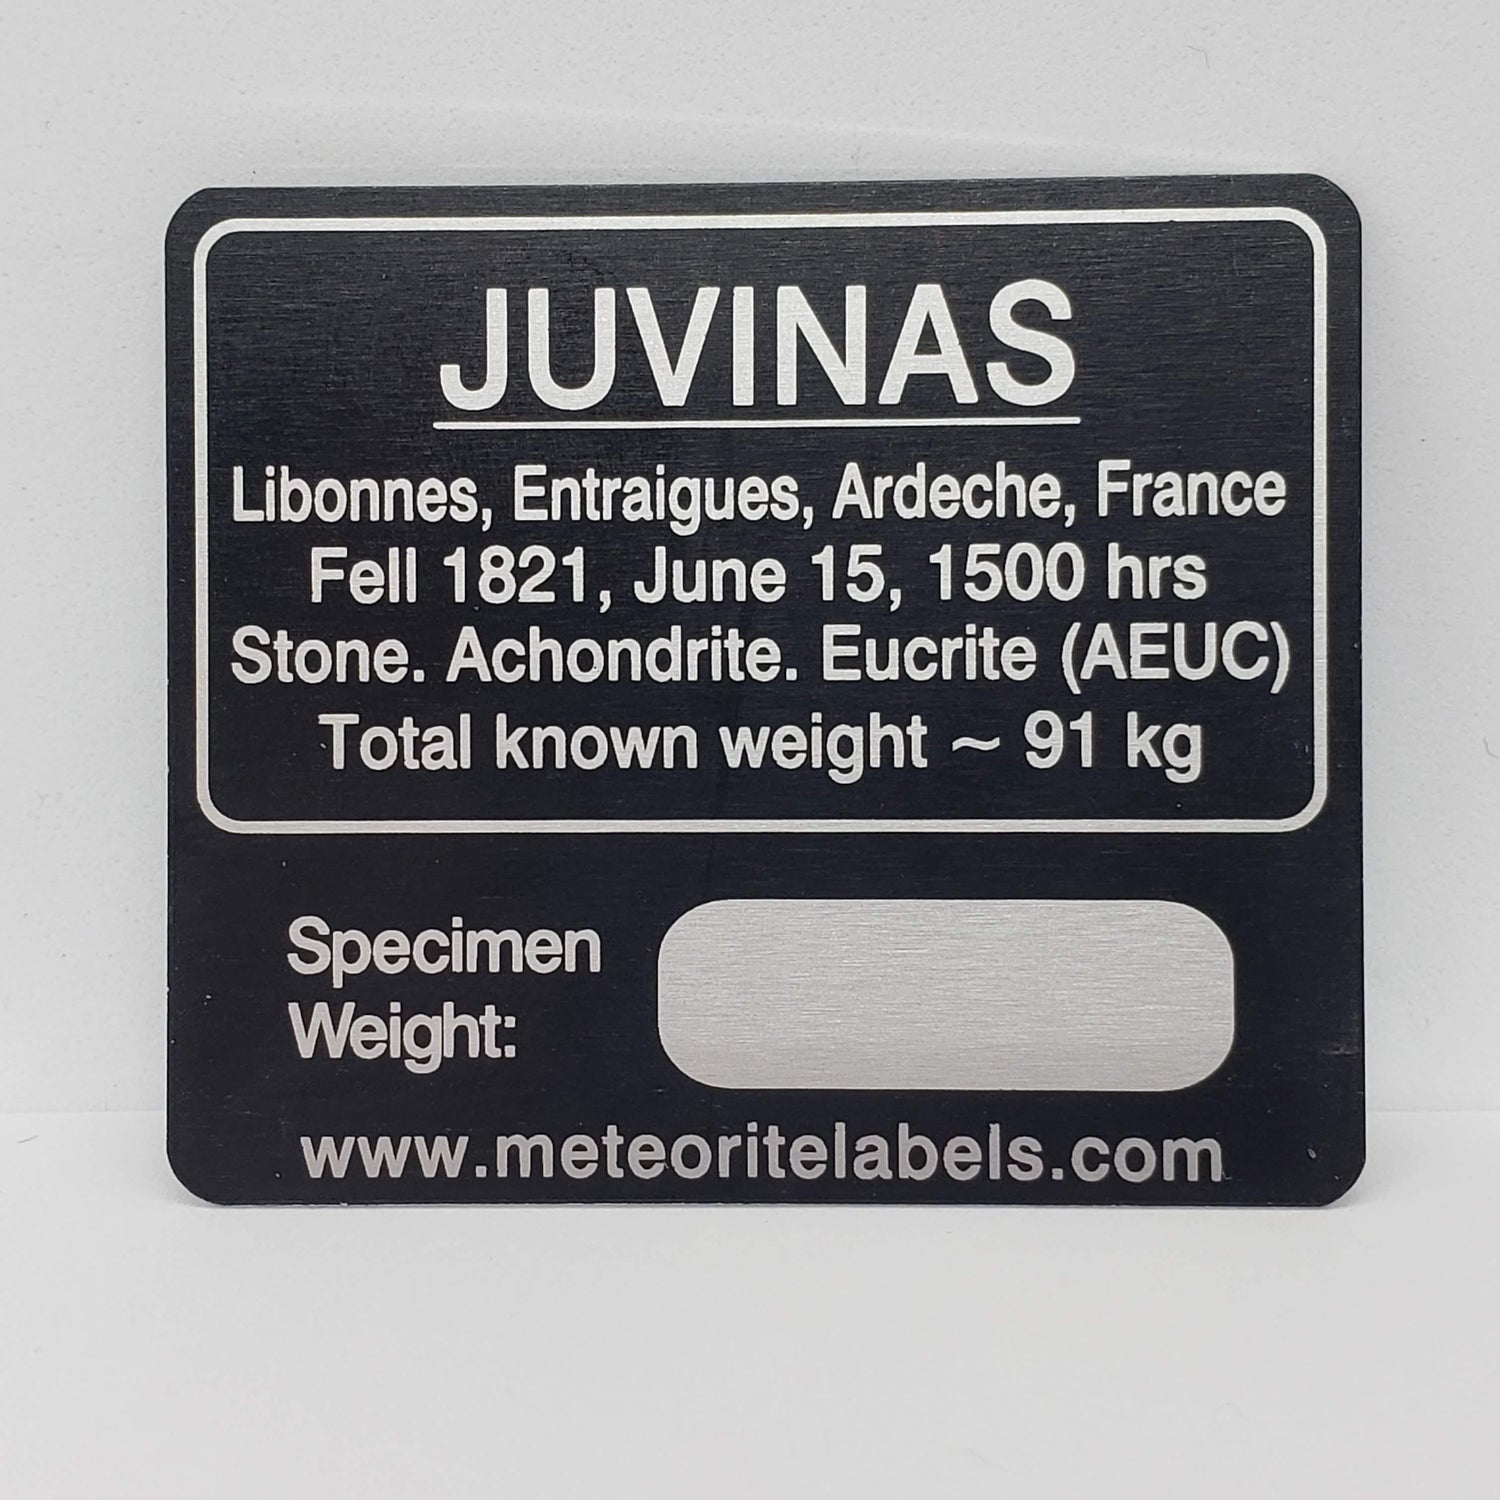 JUVINAS
Libonnes, Entraigues, Ardeche, France
Fell 1821, June 15, 1500 hrs
Stone. Achondrite. Eucrite (AEUC)
Total known weight ~ 91 kg
Specimen
Weight:
www.meteoritelabels.com